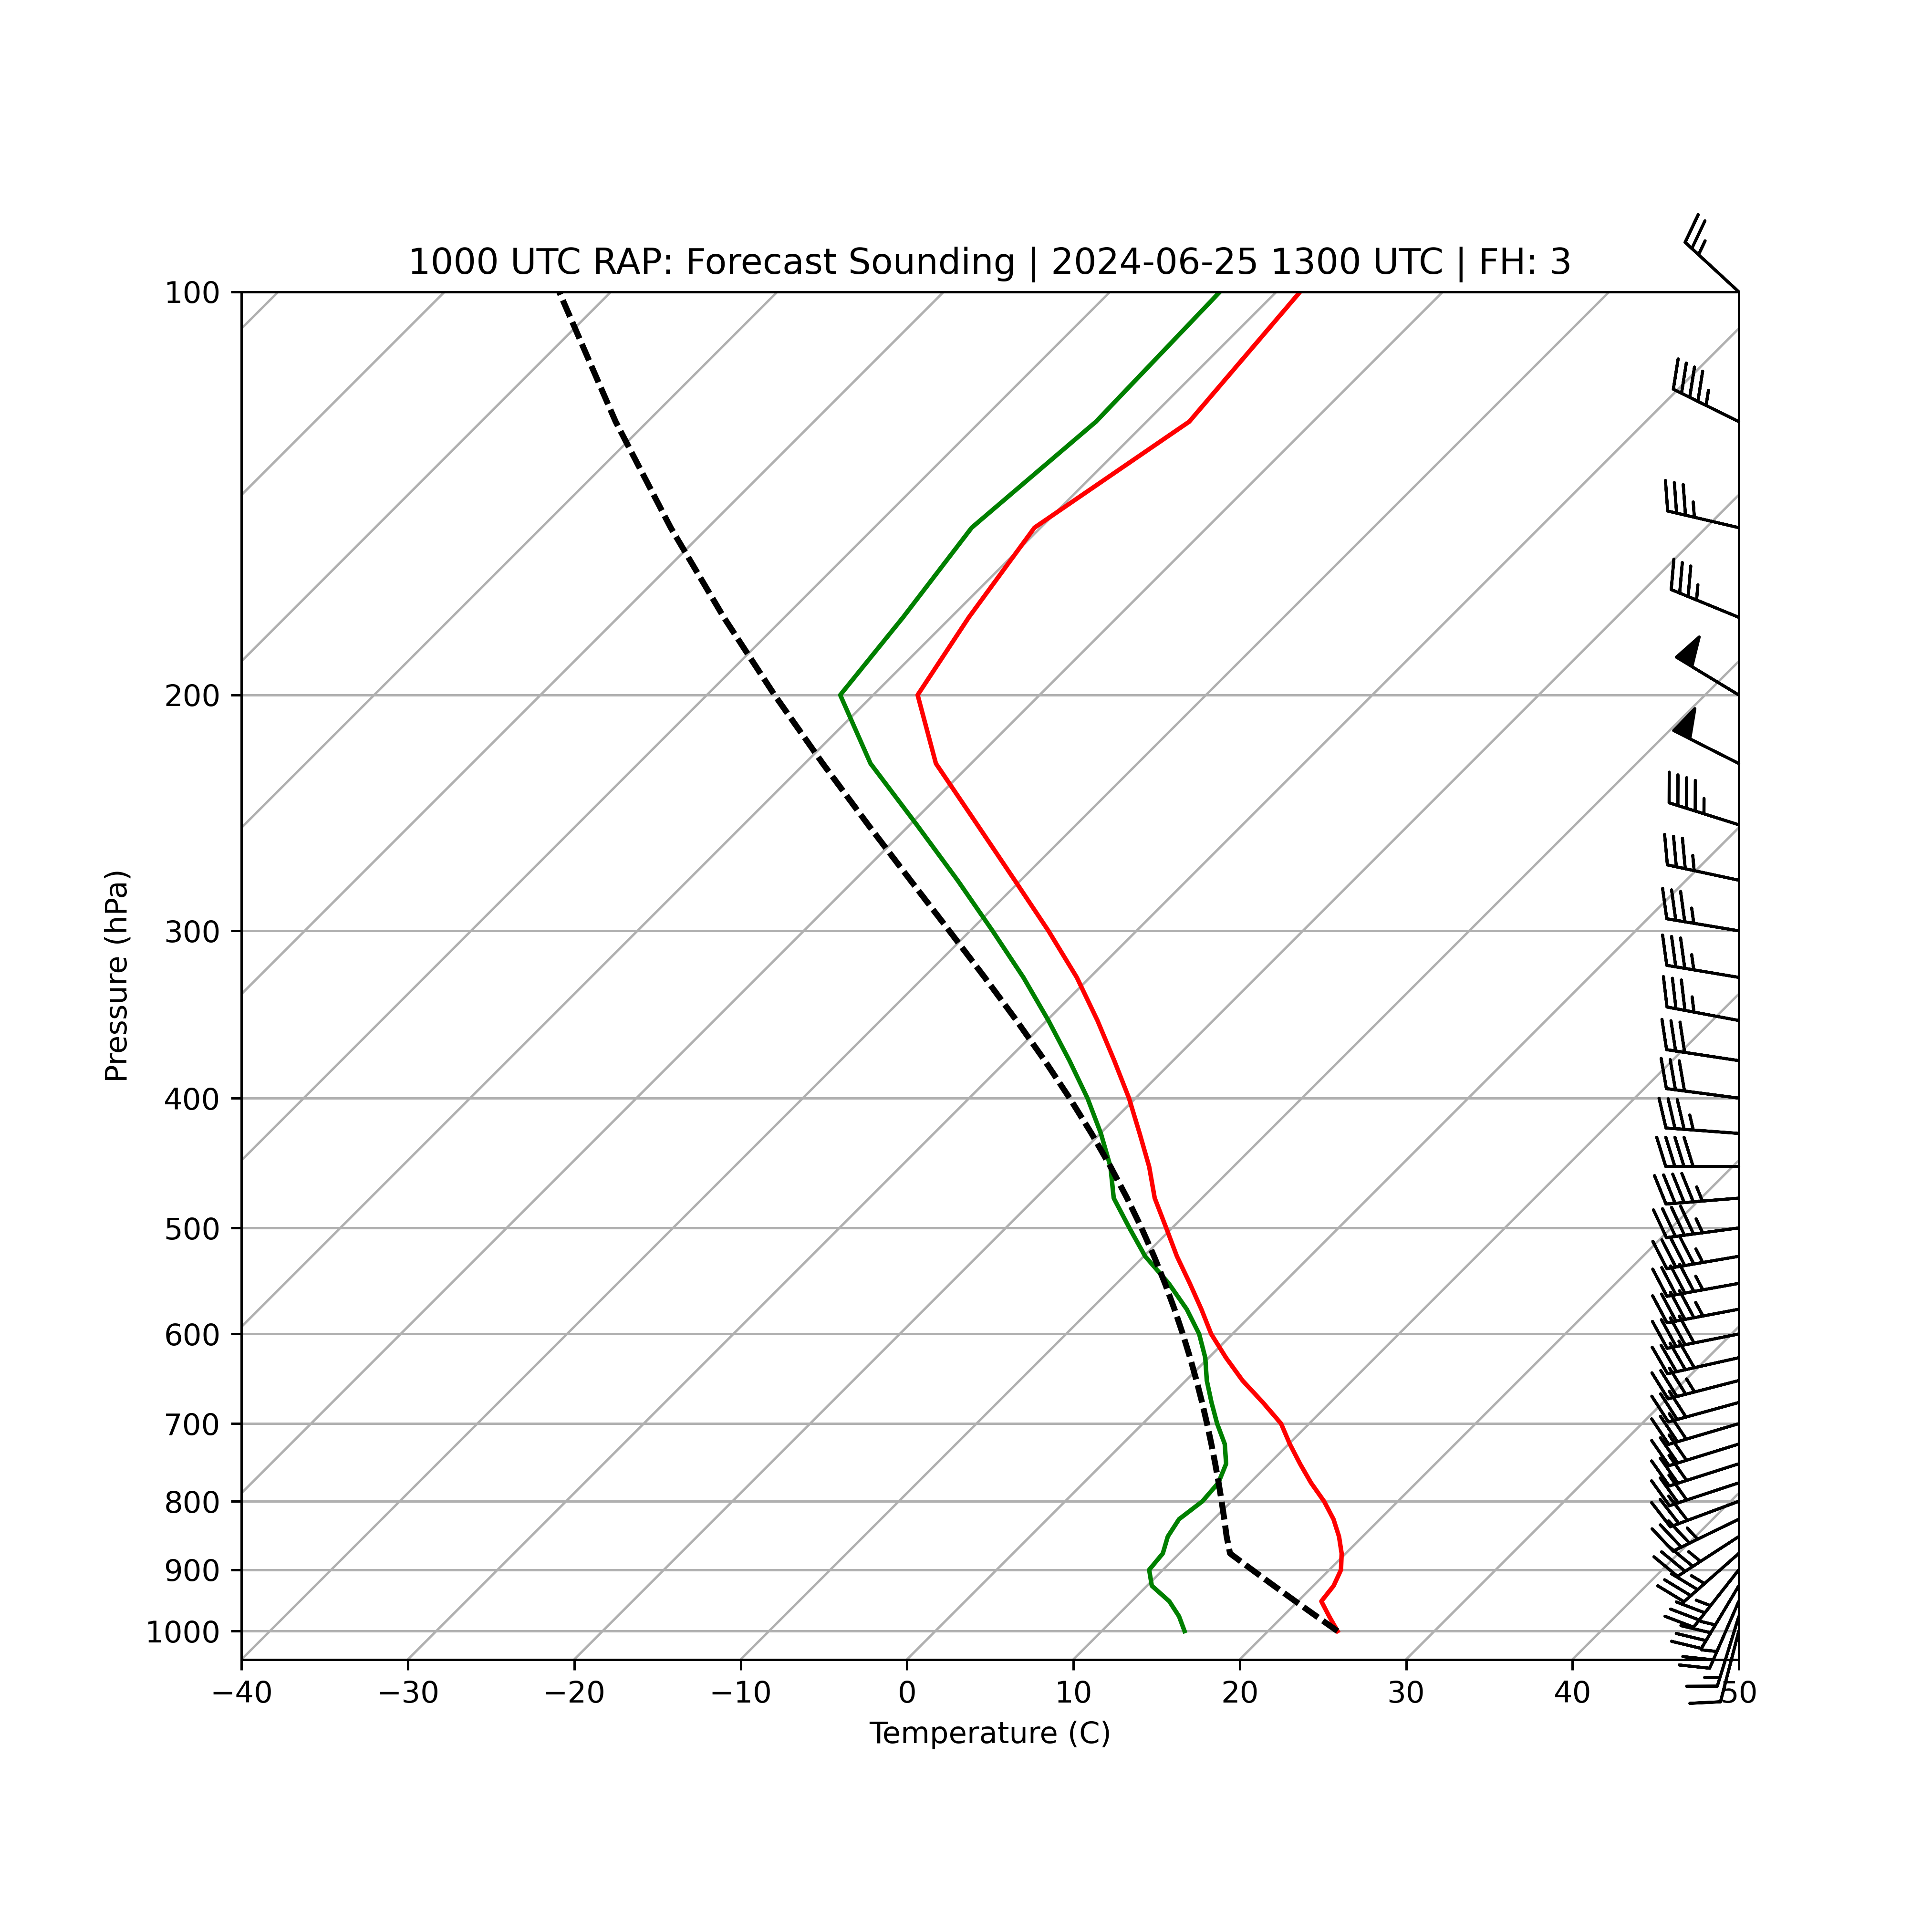 1000 UTC RAP: Forecast Sounding | 2024-06-25 1300 UTC | FH: 3
100
200
300
400
500
600
700
800
900
1000
Pressure (hPa)
−40 −30 −20 −10 0 10 20 30 40 50
Temperature (C)